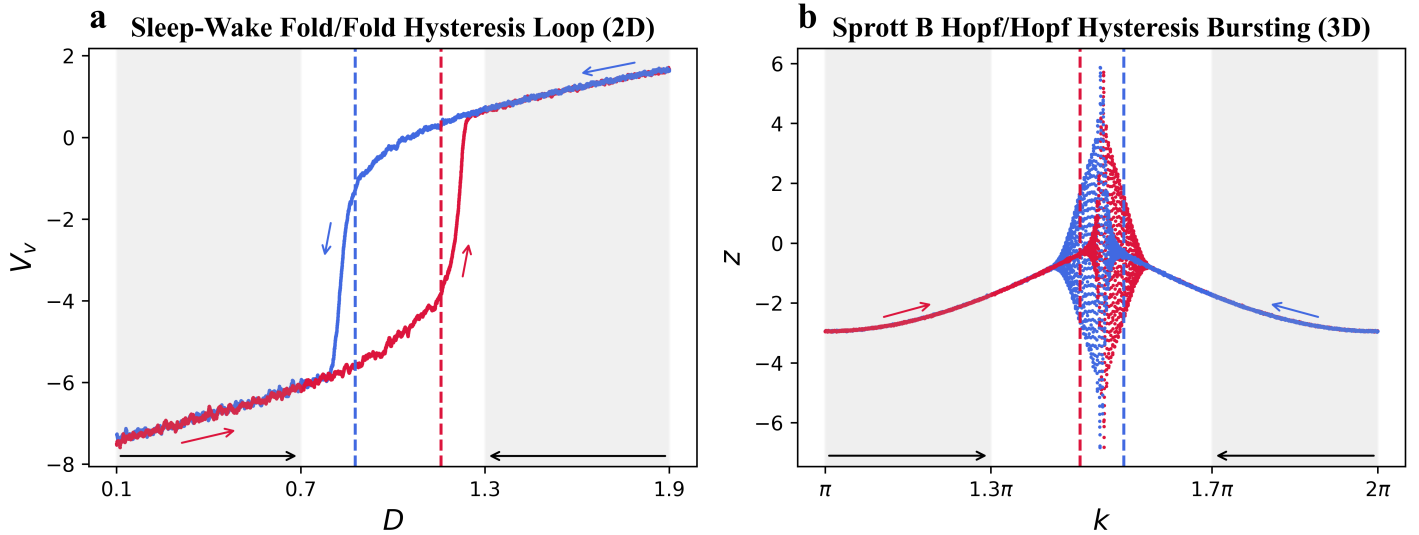 a
Sleep-Wake Fold/Fold Hysteresis Loop (2D)
2
0
−2
−4
−6
−8
V_v
0.1
0.7
1.3
1.9
D
b
Sprott B Hopf/Hopf Hysteresis Bursting (3D)
6
4
2
0
−2
−4
−6
z
π
1.3π
1.7π
2π
k